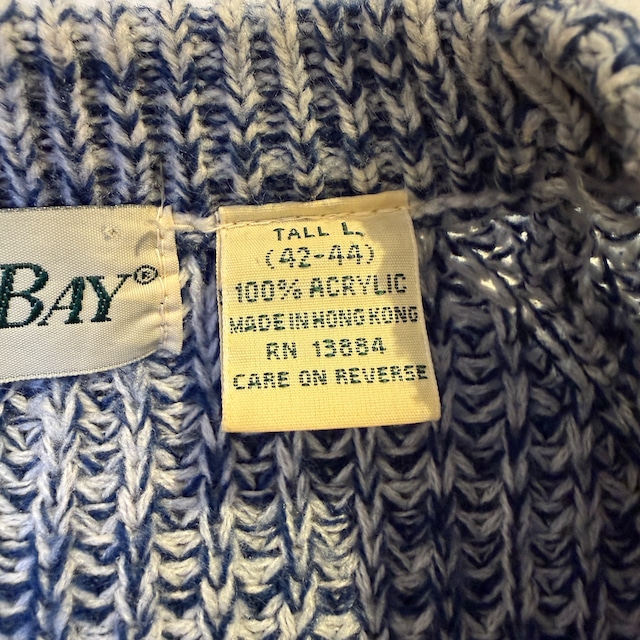 BAY®
TALL L.
(42-44)
100% ACRYLIC
MADE IN HONG KONG
RN 13884
CARE ON REVERSE